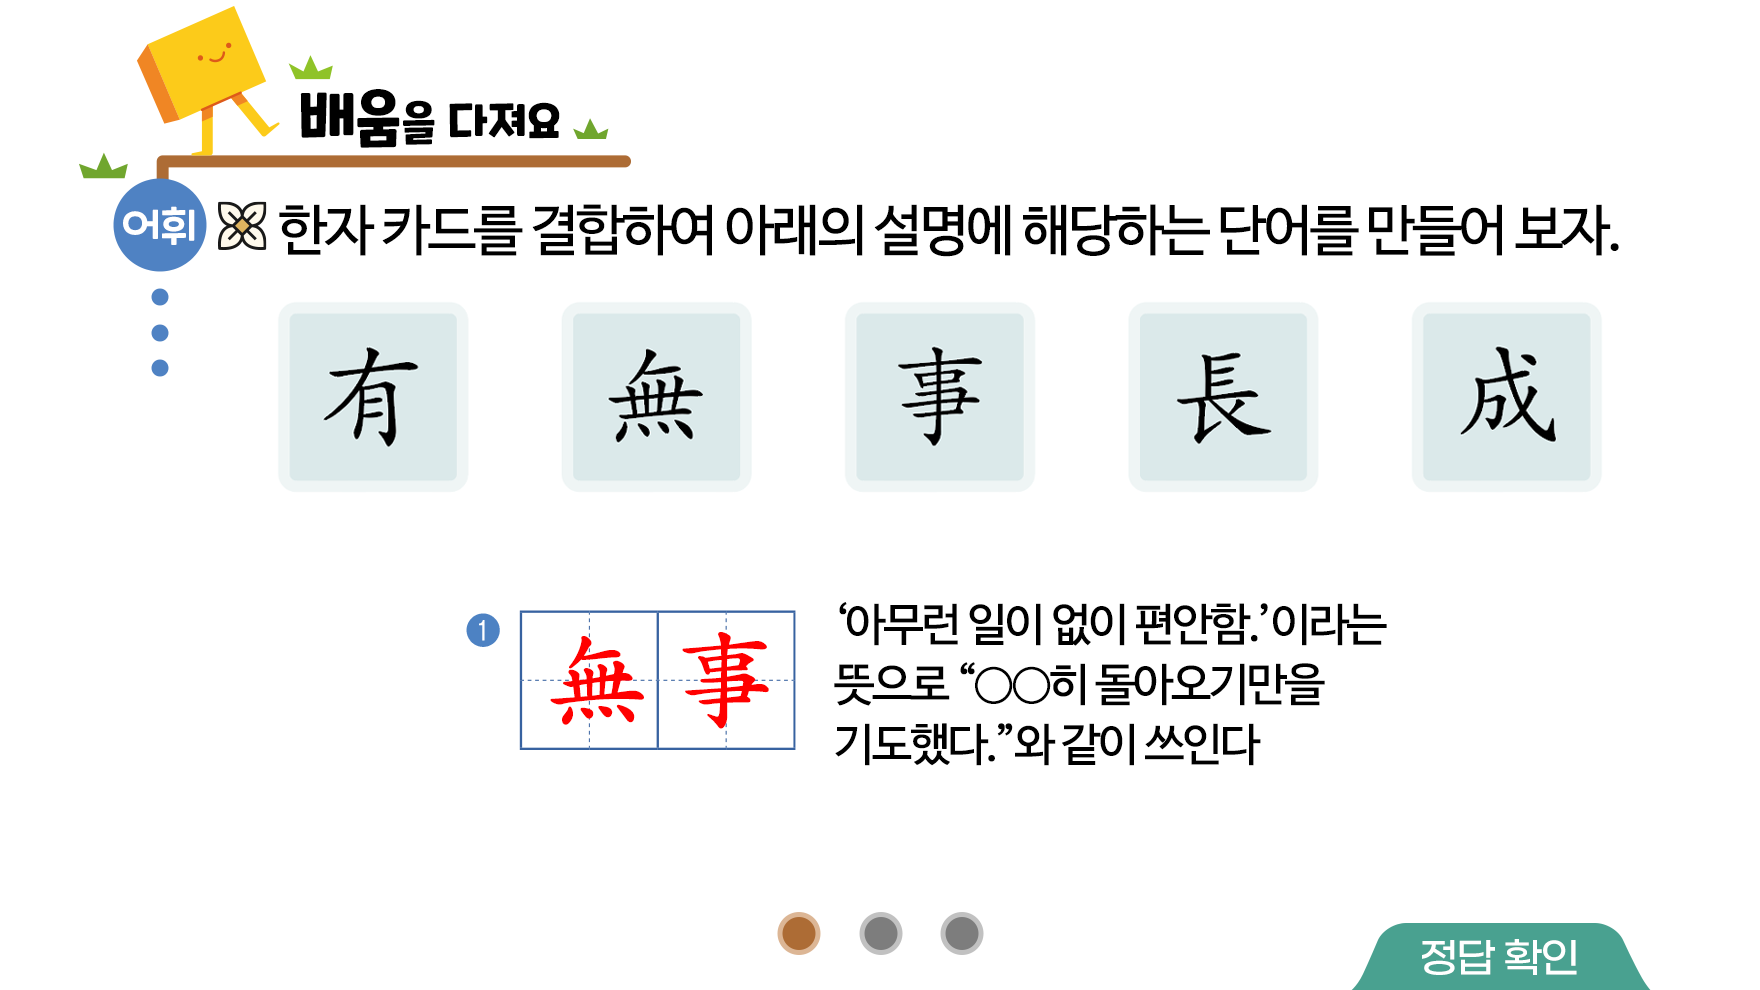 배움을 다져요
어휘 한자 카드를 결합하여 아래의 설명에 해당하는 단어를 만들어 보자.
有 無 事 長 成
1 無事
‘아무런 일이 없이 편안함.’이라는
뜻으로 “○○히 돌아오기만을
기도했다.”와 같이 쓰인다
정답 확인